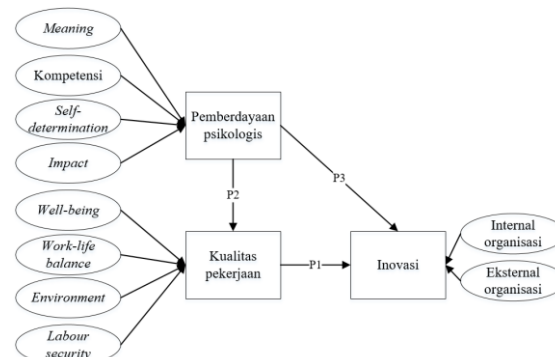 Meaning
Kompetensi
Self-
determination
Impact
Pemberdayaan
psikologis
P3
P2
Well-being
Work-life
balance
Environment
Labour
security
Kualitas
pekerjaan
P1
Inovasi
Internal
organisasi
Eksternal
organisasi